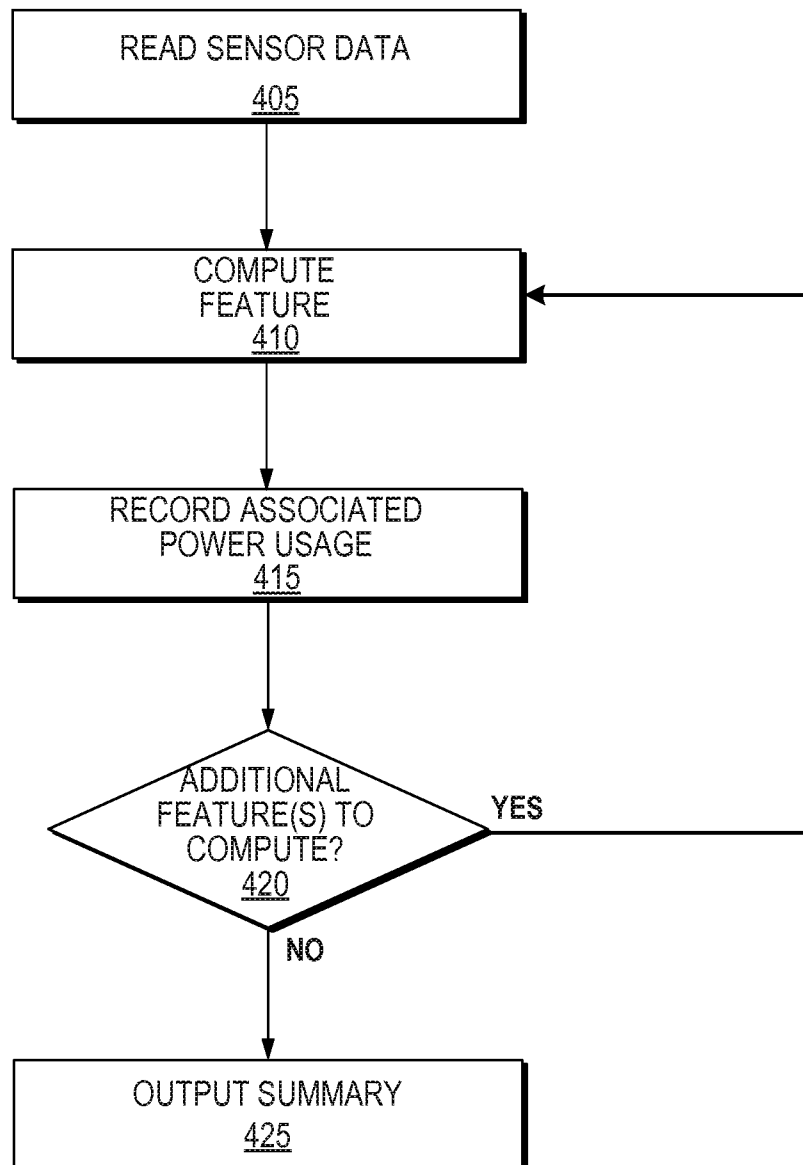 READ SENSOR DATA
405
COMPUTE
FEATURE
410
RECORD ASSOCIATED
POWER USAGE
415
ADDITIONAL
FEATURE(S) TO
COMPUTE?
420
YES
NO
OUTPUT SUMMARY
425